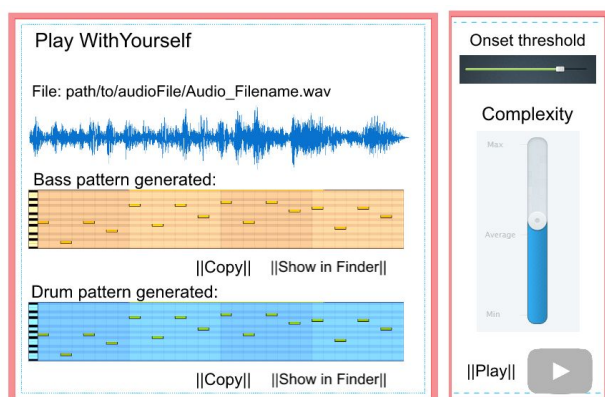 Play WithYourself
File: path/to/audioFile/Audio_Filename.wav
Bass pattern generated:
||Copy|| ||Show in Finder||
Drum pattern generated:
||Copy|| ||Show in Finder||
Onset threshold
Complexity
Max
Average
Min
||Play||